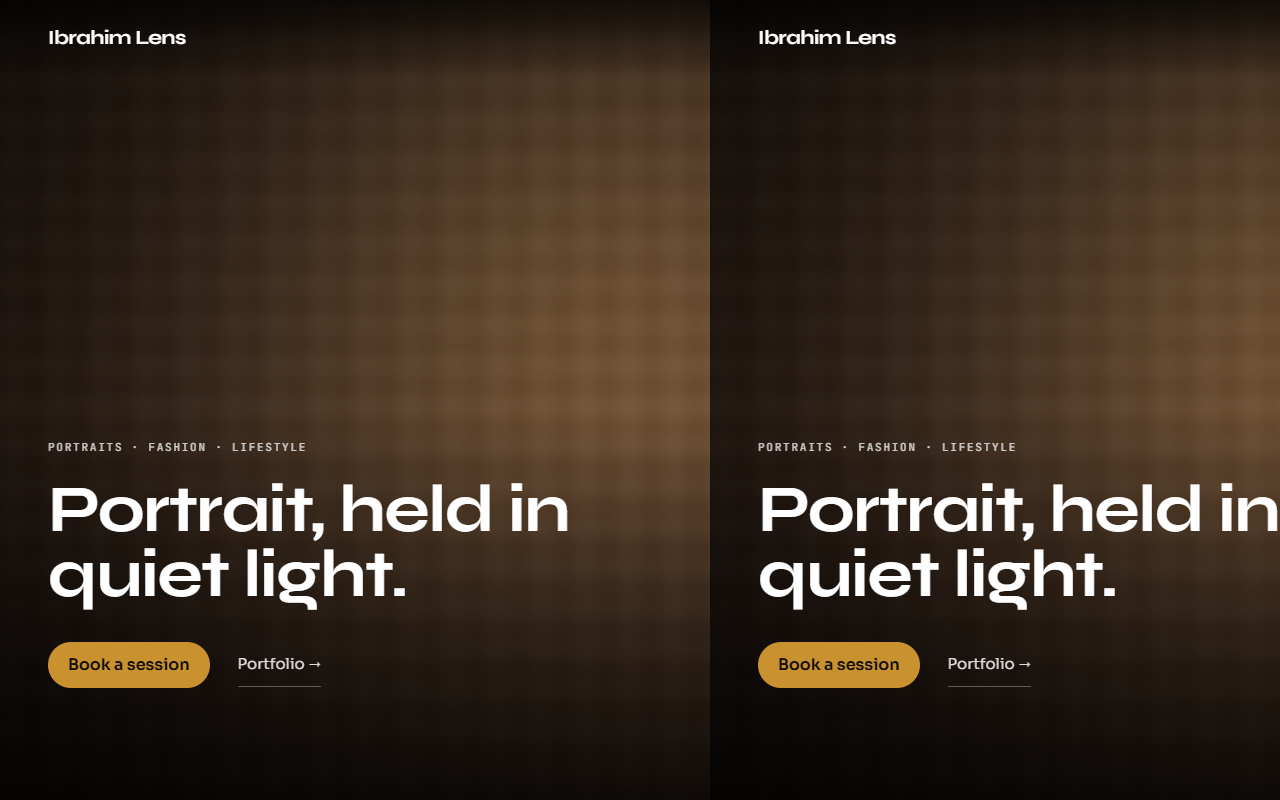 Ibrahim Lens
PORTRAITS · FASHION · LIFESTYLE
Portrait, held in
quiet light.
Book a session
Portfolio →
Ibrahim Lens
PORTRAITS · FASHION · LIFESTYLE
Portrait, held in
quiet light.
Book a session
Portfolio →